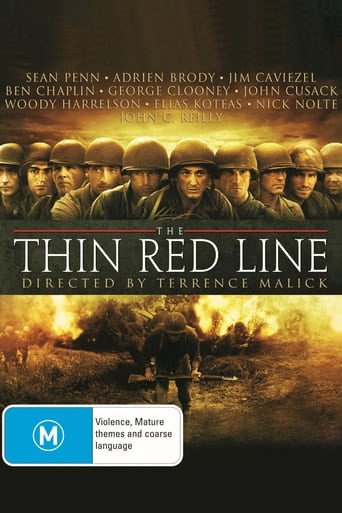 SEAN PENN • ADRIEN BRODY • JIM CAVIEZEL
BEN CHAPLIN • GEORGE CLOONEY • JOHN CUSACK
WOODY HARRELSON • ELIAS KOTEAS • NICK NOLTE
JOHN C. REILLY
THE
THIN RED LINE
DIRECTED BY TERRENCE MALICK
M
Violence, Mature
themes and coarse
language